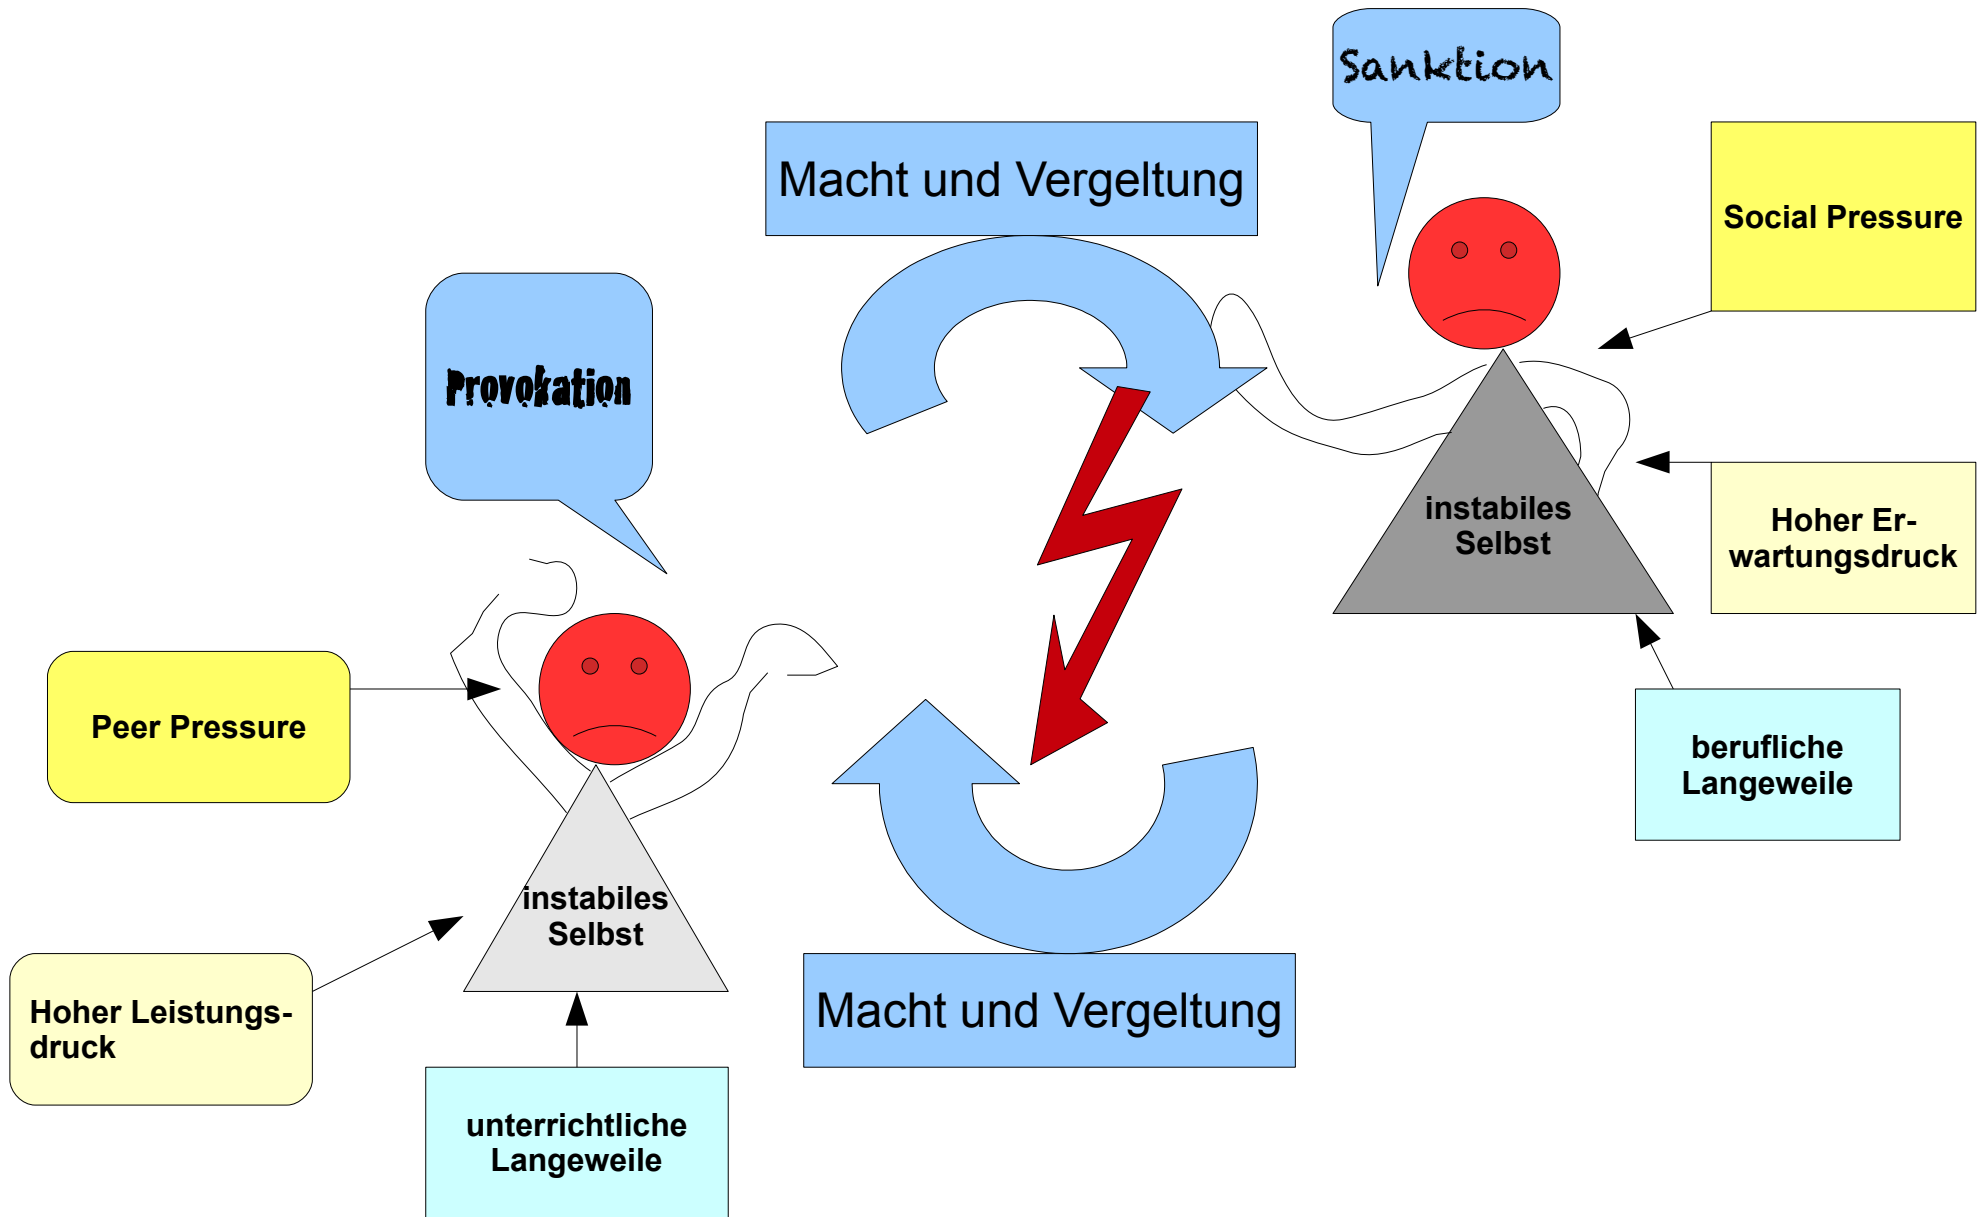 Sanktion
Macht und Vergeltung
Social Pressure
Provokation
instabiles
Selbst
Hoher Er-
wartungsdruck
Peer Pressure
berufliche
Langeweile
instabiles
Selbst
Hoher Leistungs-
druck
Macht und Vergeltung
unterrichtliche
Langeweile